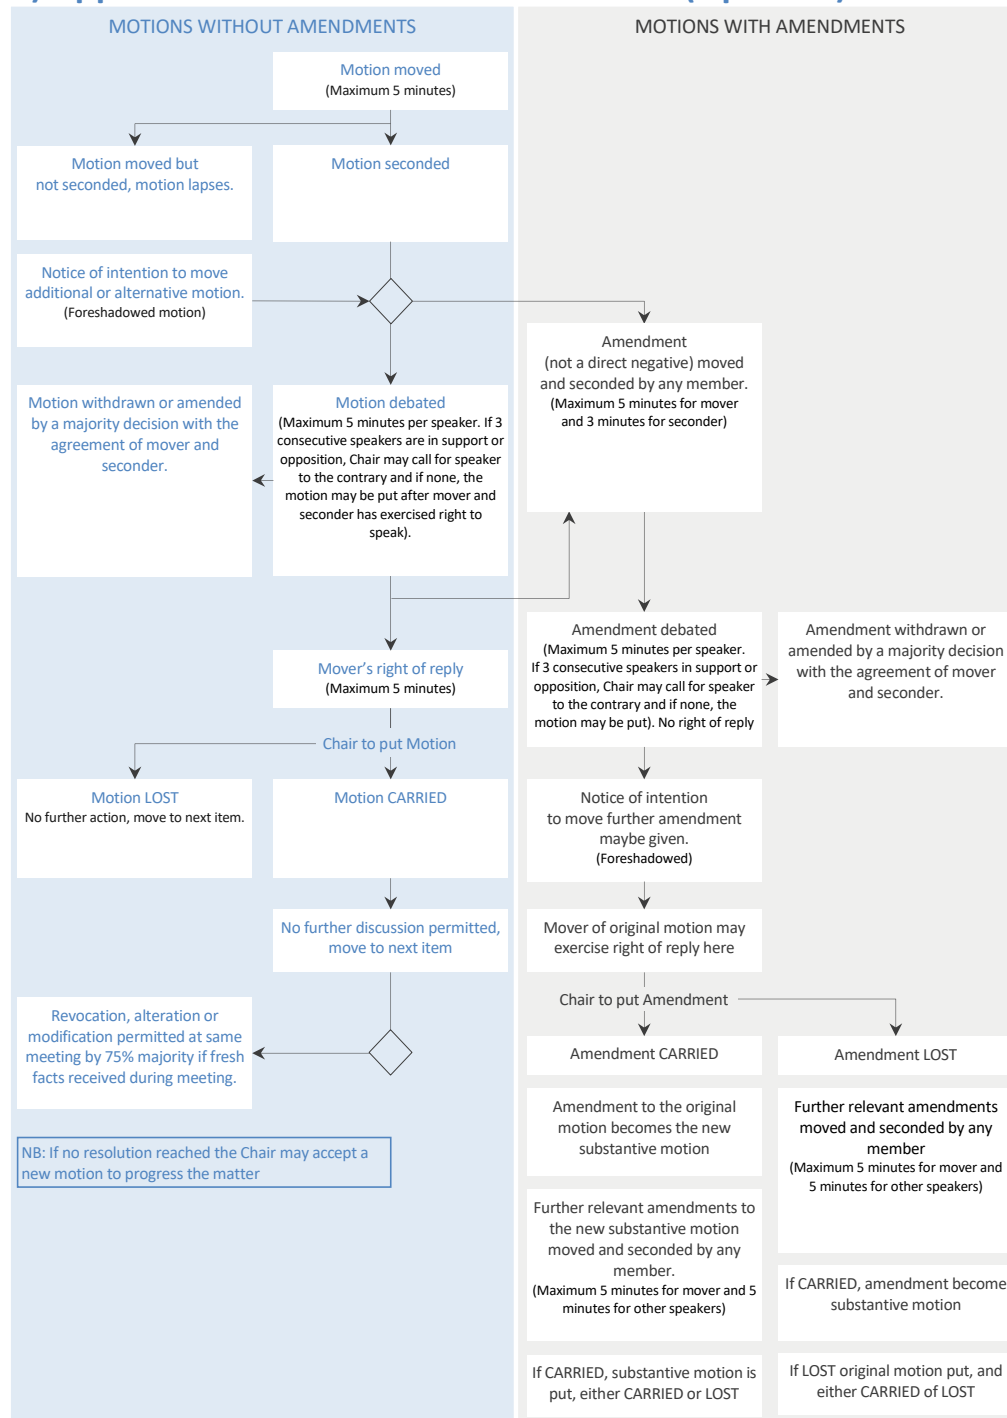 MOTIONS WITHOUT AMENDMENTS
Motion moved
(Maximum 5 minutes)
Motion moved but
not seconded, motion lapses.
Motion seconded
Notice of intention to move
additional or alternative motion.
(Foreshadowed motion)
Motion withdrawn or amended
by a majority decision with the
agreement of mover and
seconder.
Motion debated
(Maximum 5 minutes per speaker. If 3
consecutive speakers are in support or
opposition, Chair may call for speaker
to the contrary and if none, the
motion may be put after mover and
seconder has exercised right to
speak).
Mover's right of reply
(Maximum 5 minutes)
Chair to put Motion
Motion LOST
No further action, move to next item.
Motion CARRIED
No further discussion permitted,
move to next item
Revocation, alteration or
modification permitted at same
meeting by 75% majority if fresh
facts received during meeting.
NB: If no resolution reached the Chair may accept a
new motion to progress the matter
MOTIONS WITH AMENDMENTS
Amendment
(not a direct negative) moved
and seconded by any member.
(Maximum 5 minutes for mover
and 3 minutes for seconder)
Amendment debated
(Maximum 5 minutes per speaker.
If 3 consecutive speakers in support or
opposition, Chair may call for speaker
to the contrary and if none, the
motion may be put). No right of reply
Amendment withdrawn or
amended by a majority decision
with the agreement of mover
and seconder.
Notice of intention
to move further amendment
maybe given.
(Foreshadowed)
Mover of original motion may
exercise right of reply here
Chair to put Amendment
Amendment CARRIED
Amendment to the original
motion becomes the new
substantive motion
Further relevant amendments to
the new substantive motion
moved and seconded by any
member.
(Maximum 5 minutes for mover and 5
minutes for other speakers)
If CARRIED, substantive motion is
put, either CARRIED or LOST
Amendment LOST
Further relevant amendments
moved and seconded by any
member
(Maximum 5 minutes for mover and
5 minutes for other speakers)
If CARRIED, amendment become
substantive motion
If LOST original motion put, and
either CARRIED of LOST